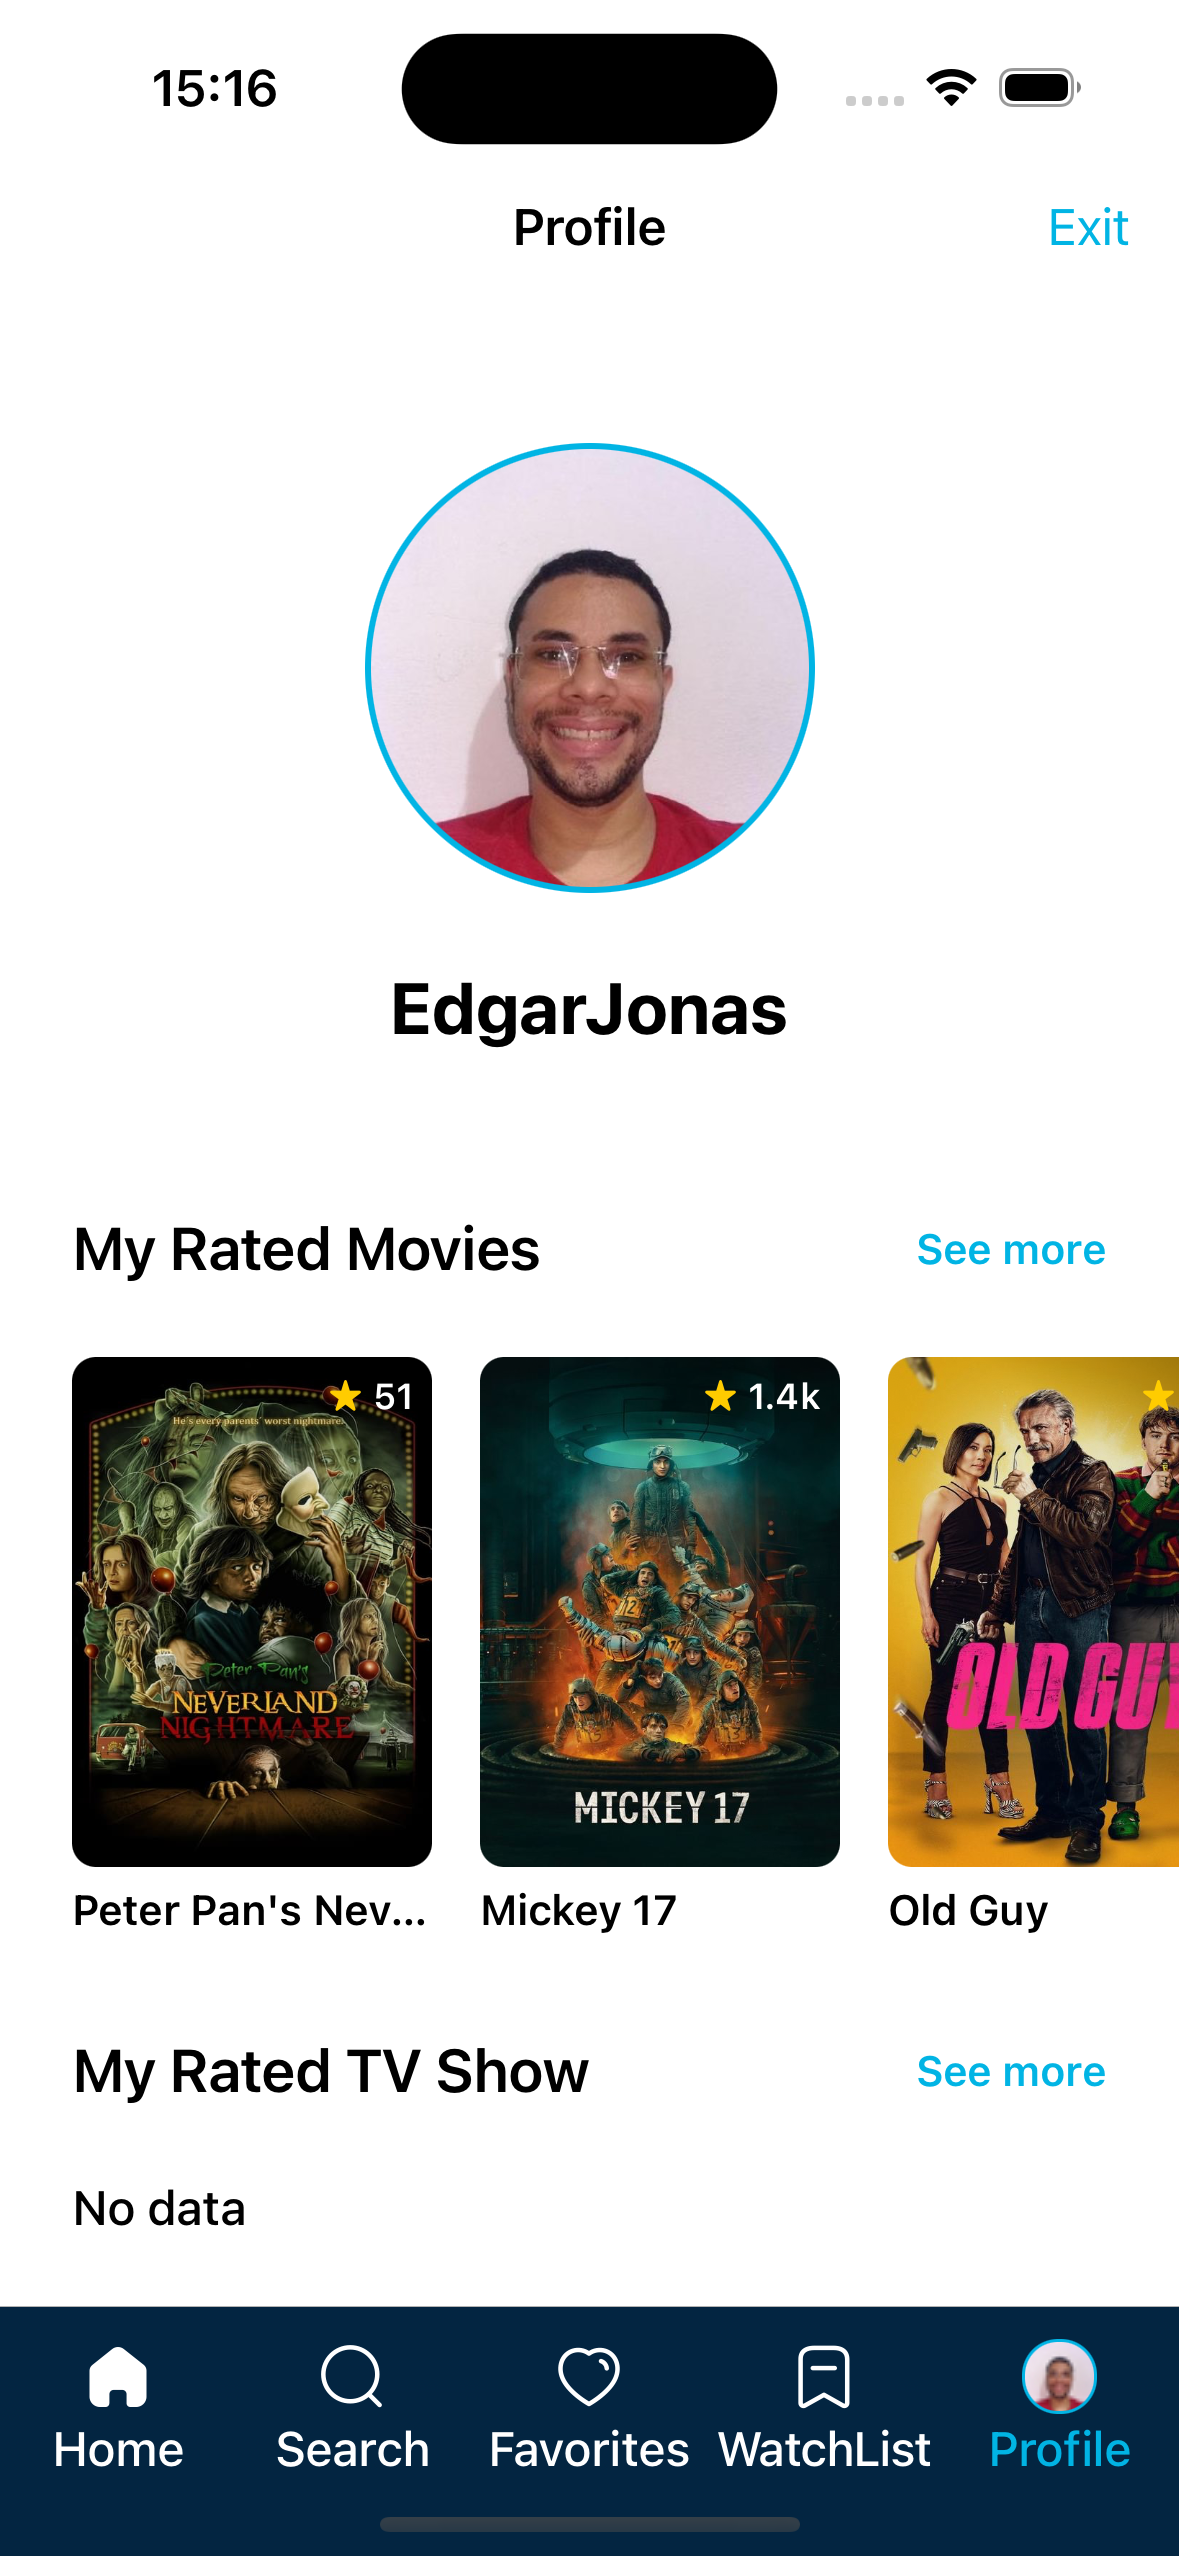 15:16
Profile
Exit
EdgarJonas
My Rated Movies
See more
51
1.4k
He's every parents' worst nightmare.
Peter Pan's
NEVERLAND
NIGHTMARE
MICKEY 17
OLD GUY
Peter Pan's Nev...
Mickey 17
Old Guy
My Rated TV Show
See more
No data
Home
Search
Favorites
WatchList
Profile